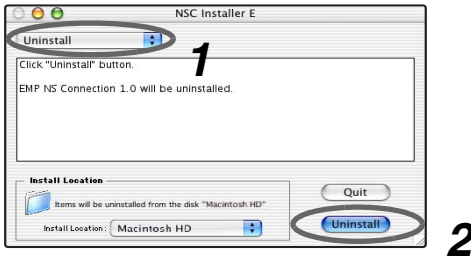 NSC Installer E
Uninstall
1
Click "Uninstall" button.
EMP NS Connection 1.0 will be uninstalled.
Install Location
Items will be uninstalled from the disk "Macintosh HD"
Install Location: Macintosh HD
Quit
Uninstall
2